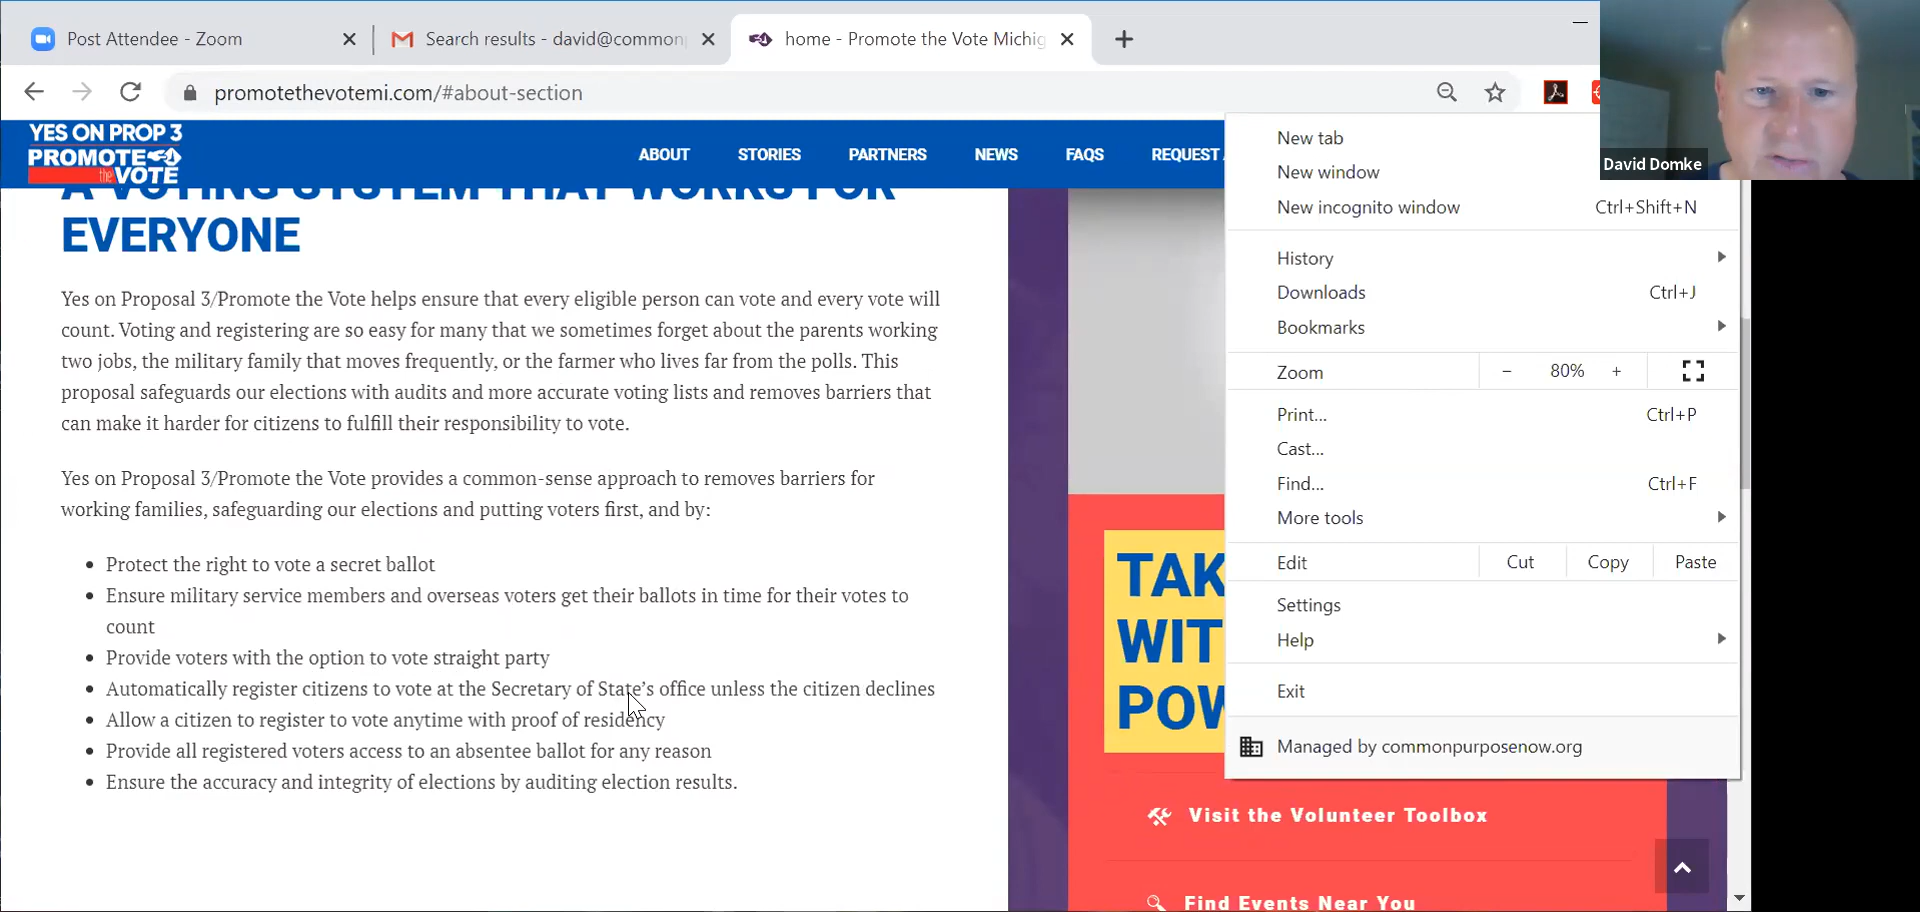 Post Attendee - Zoom
Search results - david@common
home - Promote the Vote Michig
promotethevotemi.com/#about-section
David Domke
YES ON PROP 3
PROMOTE
the VOTE
ABOUT
STORIES
PARTNERS
NEWS
FAQS
REQUEST
A VOTING SYSTEM THAT WORKS FOR
EVERYONE
Yes on Proposal 3/Promote the Vote helps ensure that every eligible person can vote and every vote will
count. Voting and registering are so easy for many that we sometimes forget about the parents working
two jobs, the military family that moves frequently, or the farmer who lives far from the polls. This
proposal safeguards our elections with audits and more accurate voting lists and removes barriers that
can make it harder for citizens to fulfill their responsibility to vote.
Yes on Proposal 3/Promote the Vote provides a common-sense approach to removes barriers for
working families, safeguarding our elections and putting voters first, and by:
• Protect the right to vote a secret ballot
• Ensure military service members and overseas voters get their ballots in time for their votes to
count
• Provide voters with the option to vote straight party
• Automatically register citizens to vote at the Secretary of State's office unless the citizen declines
• Allow a citizen to register to vote anytime with proof of residency
• Provide all registered voters access to an absentee ballot for any reason
• Ensure the accuracy and integrity of elections by auditing election results.
TAK
WIT
POW
Visit the Volunteer Toolbox
Find Events Near You
New tab
New window
New incognito window Ctrl+Shift+N
History
Downloads Ctrl+J
Bookmarks
Zoom - 80% +
Print... Ctrl+P
Cast...
Find... Ctrl+F
More tools
Edit Cut Copy Paste
Settings
Help
Exit
Managed by commonpurposenow.org